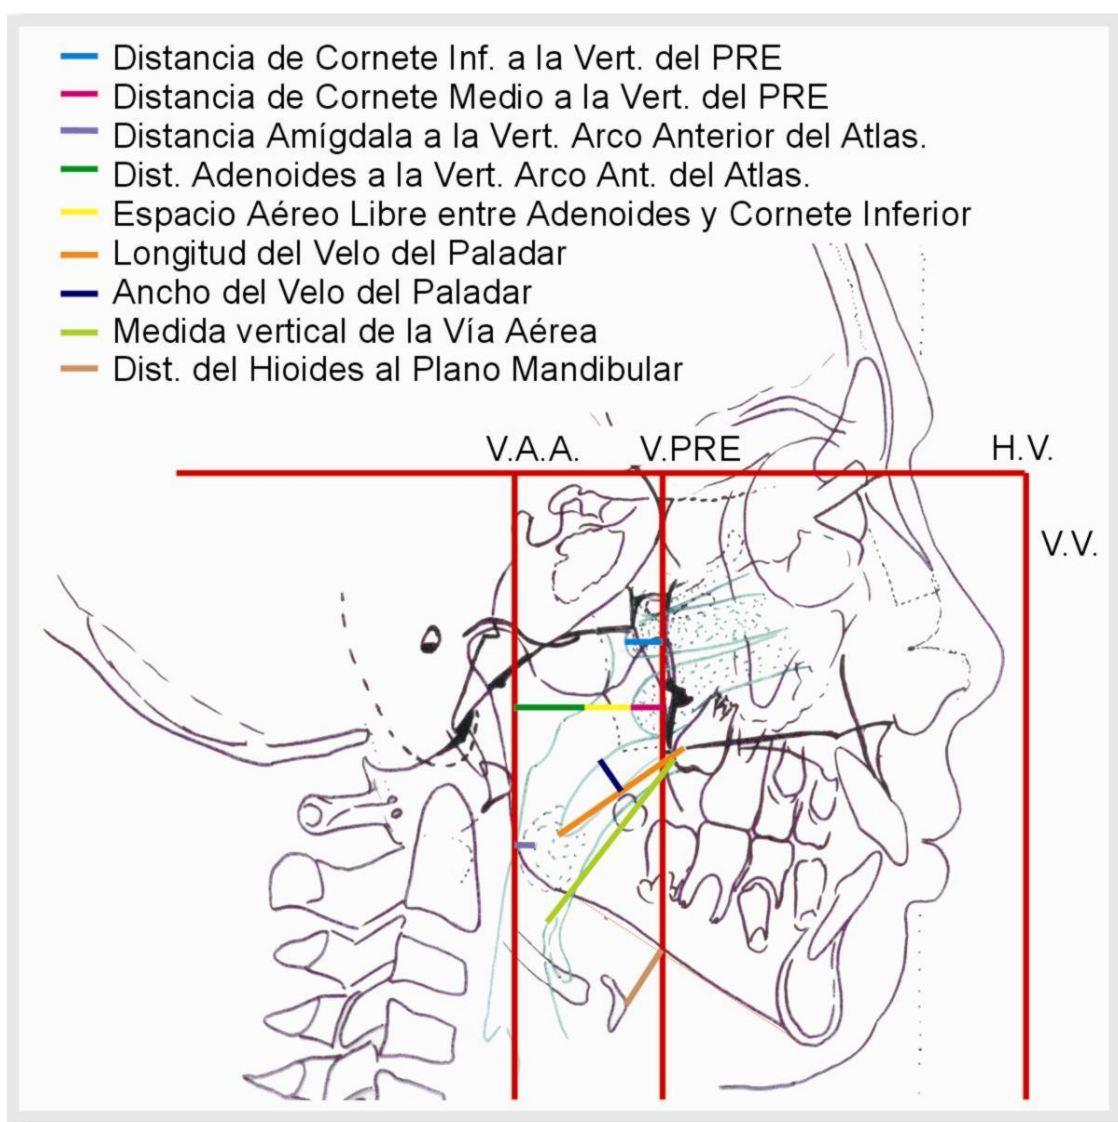 Distancia de Cornete Inf. a la Vert. del PRE
Distancia de Cornete Medio a la Vert. del PRE
Distancia Amígdala a la Vert. Arco Anterior del Atlas.
Dist. Adenoides a la Vert. Arco Ant. del Atlas.
Espacio Aéreo Libre entre Adenoides y Cornete Inferior
Longitud del Velo del Paladar
Ancho del Velo del Paladar
Medida vertical de la Vía Aérea
Dist. del Hioides al Plano Mandibular
V.A.A. V.PRE H.V.
V.V.